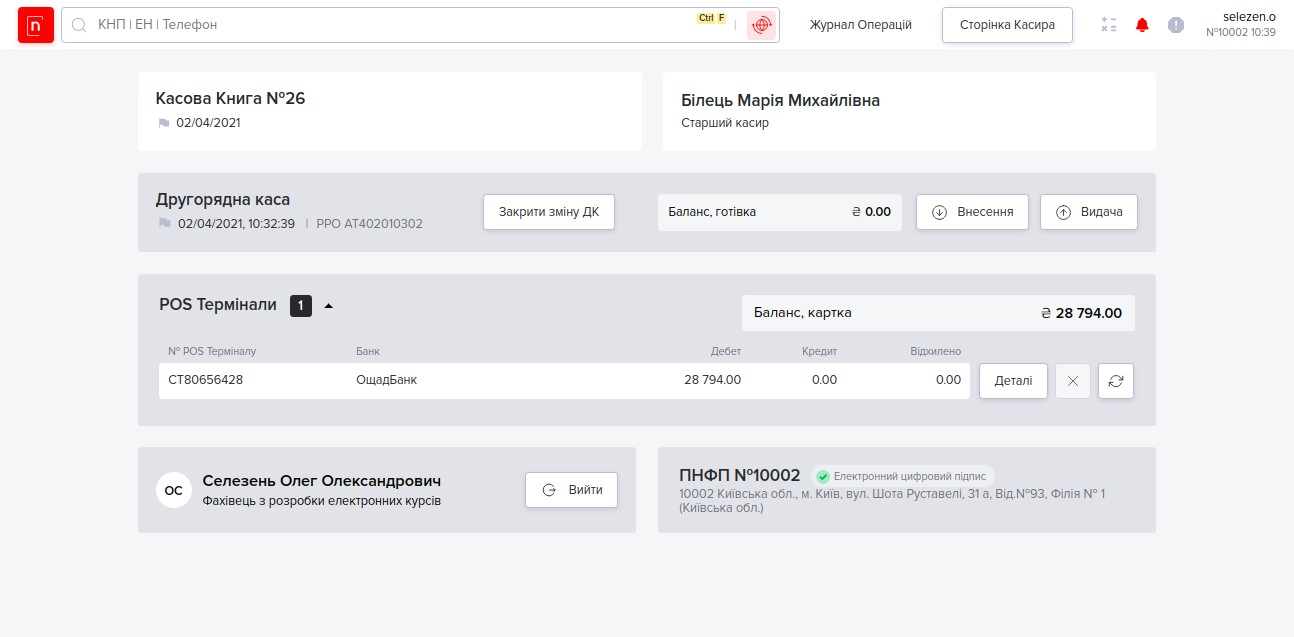 n
КНП | ЕН | Телефон
Ctrl F
Журнал Операцій
Сторінка Касира
selezen.o
№10002 10:39
Касова Книга №26
02/04/2021
Білець Марія Михайлівна
Старший касир
Другорядна каса
02/04/2021, 10:32:39 | РРО АТ402010302
Закрити зміну ДК
Баланс, готівка ₴ 0.00
Внесення
Видача
POS Термінали 1
Баланс, картка ₴ 28 794.00
№ POS Терміналу Банк Дебет Кредит Відхилено
СТ80656428 ОщадБанк 28 794.00 0.00 0.00
Деталі
ОС
Селезень Олег Олександрович
Фахівець з розробки електронних курсів
Вийти
ПНФП №10002 Електронний цифровий підпис
10002 Київська обл., м. Київ, вул. Шота Руставелі, 31 а, Від.№93, Філія № 1
(Київська обл.)